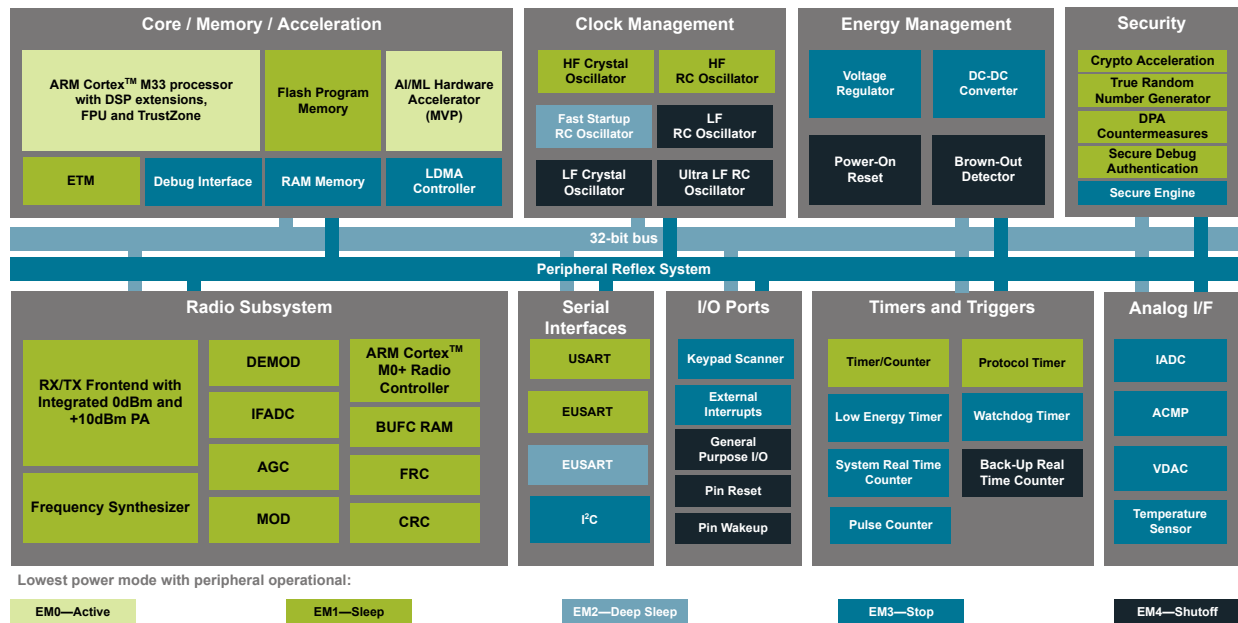 Core / Memory / Acceleration
ARM Cortex™ M33 processor
with DSP extensions,
FPU and TrustZone
Flash Program
Memory
AI/ML Hardware
Accelerator
(MVP)
ETM
Debug Interface
RAM Memory
LDMA
Controller
Clock Management
HF Crystal
Oscillator
HF
RC Oscillator
Fast Startup
RC Oscillator
LF
RC Oscillator
LF Crystal
Oscillator
Ultra LF RC
Oscillator
Energy Management
Voltage
Regulator
DC-DC
Converter
Power-On
Reset
Brown-Out
Detector
Security
Crypto Acceleration
True Random
Number Generator
DPA
Countermeasures
Secure Debug
Authentication
Secure Engine
32-bit bus
Peripheral Reflex System
Radio Subsystem
RX/TX Frontend with
Integrated 0dBm and
+10dBm PA
Frequency Synthesizer
DEMOD
IFADC
AGC
MOD
ARM Cortex™
M0+ Radio
Controller
BUFC RAM
FRC
CRC
Serial
Interfaces
USART
EUSART
EUSART
I²C
I/O Ports
Keypad Scanner
External
Interrupts
General
Purpose I/O
Pin Reset
Pin Wakeup
Timers and Triggers
Timer/Counter
Protocol Timer
Low Energy Timer
Watchdog Timer
System Real Time
Counter
Back-Up Real
Time Counter
Pulse Counter
Analog I/F
IADC
ACMP
VDAC
Temperature
Sensor
Lowest power mode with peripheral operational:
EM0—Active
EM1—Sleep
EM2—Deep Sleep
EM3—Stop
EM4—Shutoff